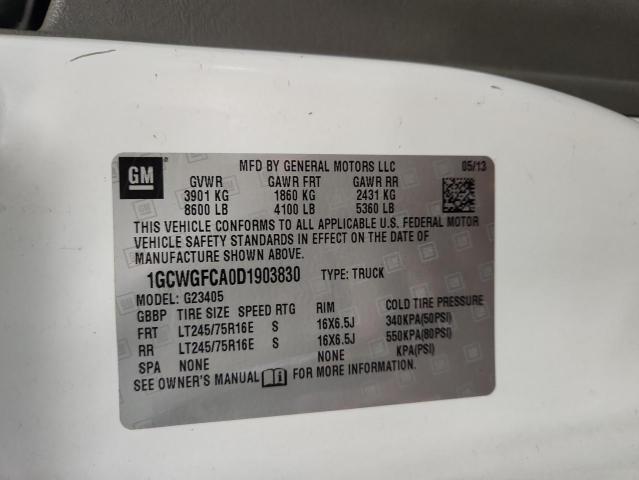 GM MFD BY GENERAL MOTORS LLC 05/13
GVWR GAWR FRT GAWR RR
3901 KG 1860 KG 2431 KG
8600 LB 4100 LB 5360 LB
THIS VEHICLE CONFORMS TO ALL APPLICABLE U.S. FEDERAL MOTOR
VEHICLE SAFETY STANDARDS IN EFFECT ON THE DATE OF
MANUFACTURE SHOWN ABOVE.
1GCWGFCA0D1903830 TYPE: TRUCK
MODEL: G23405
GBBP TIRE SIZE SPEED RTG RIM COLD TIRE PRESSURE
FRT LT245/75R16E S 16X6.5J 340KPA(50PSI)
RR LT245/75R16E S 16X6.5J 550KPA(80PSI)
SPA NONE NONE KPA(PSI)
SEE OWNER'S MANUAL i FOR MORE INFORMATION.